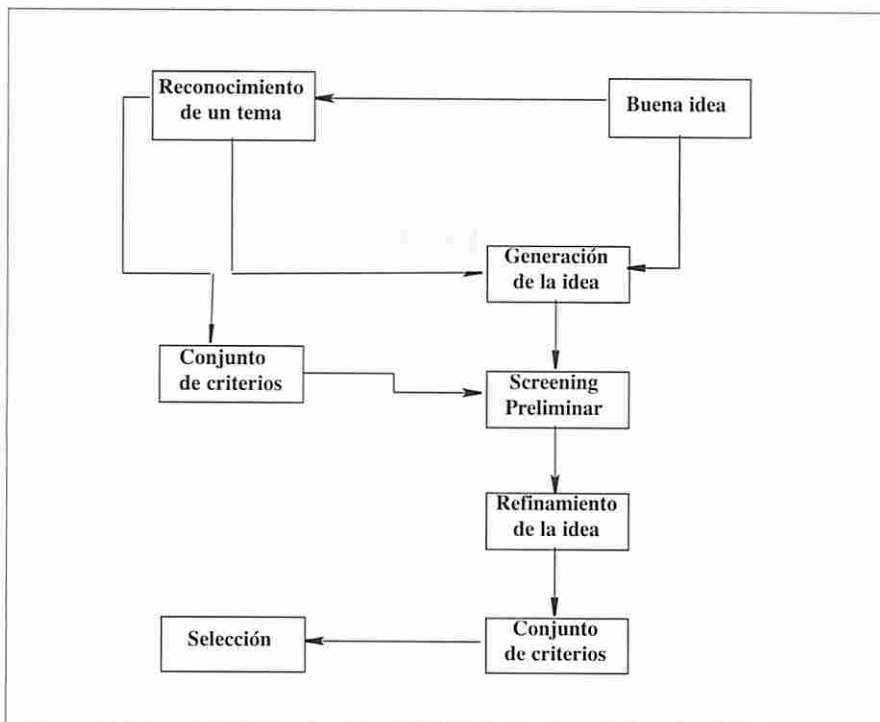 Reconocimiento
de un tema
Buena idea
Generación
de la idea
Conjunto
de criterios
Screening
Preliminar
Refinamiento
de la idea
Selección
Conjunto
de criterios